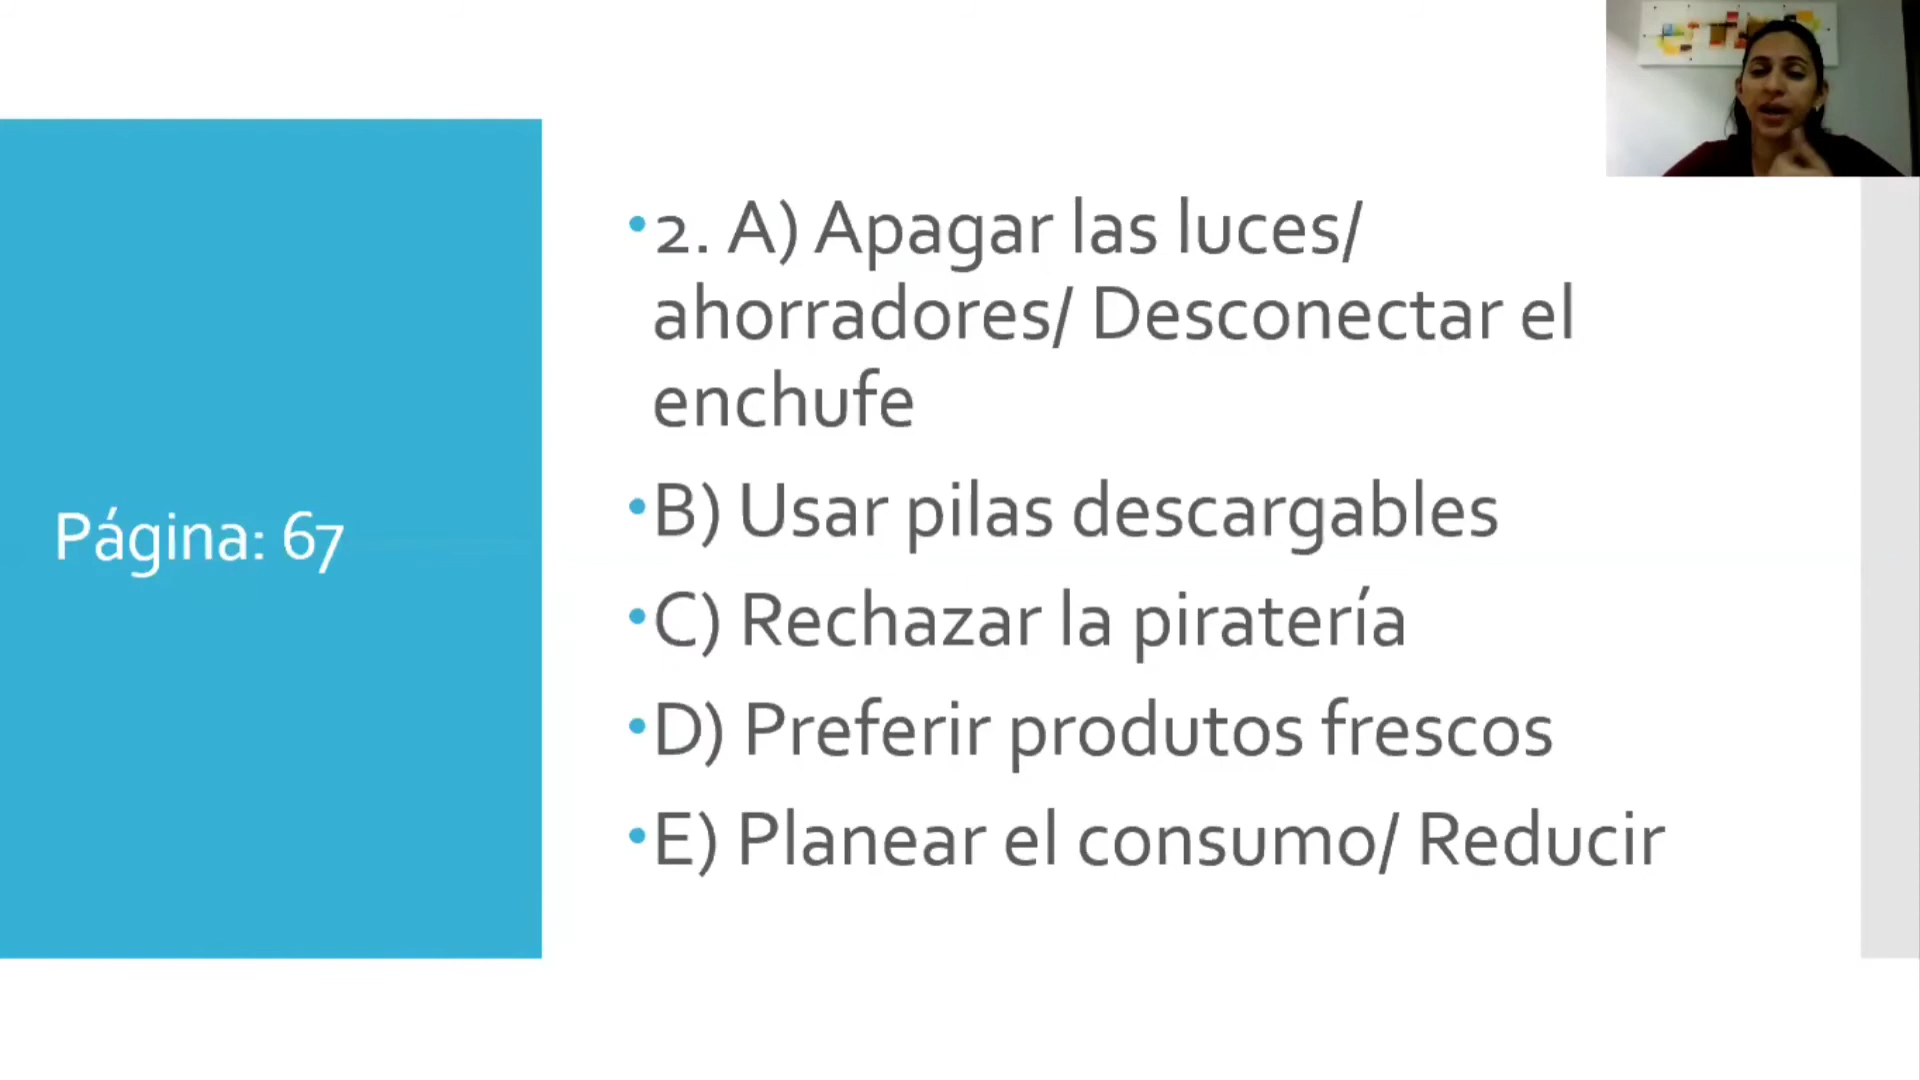 Página: 67
•2. A) Apagar las luces/
ahorradores/ Desconectar el
enchufe
•B) Usar pilas descargables
•C) Rechazar la piratería
•D) Preferir produtos frescos
•E) Planear el consumo/ Reducir